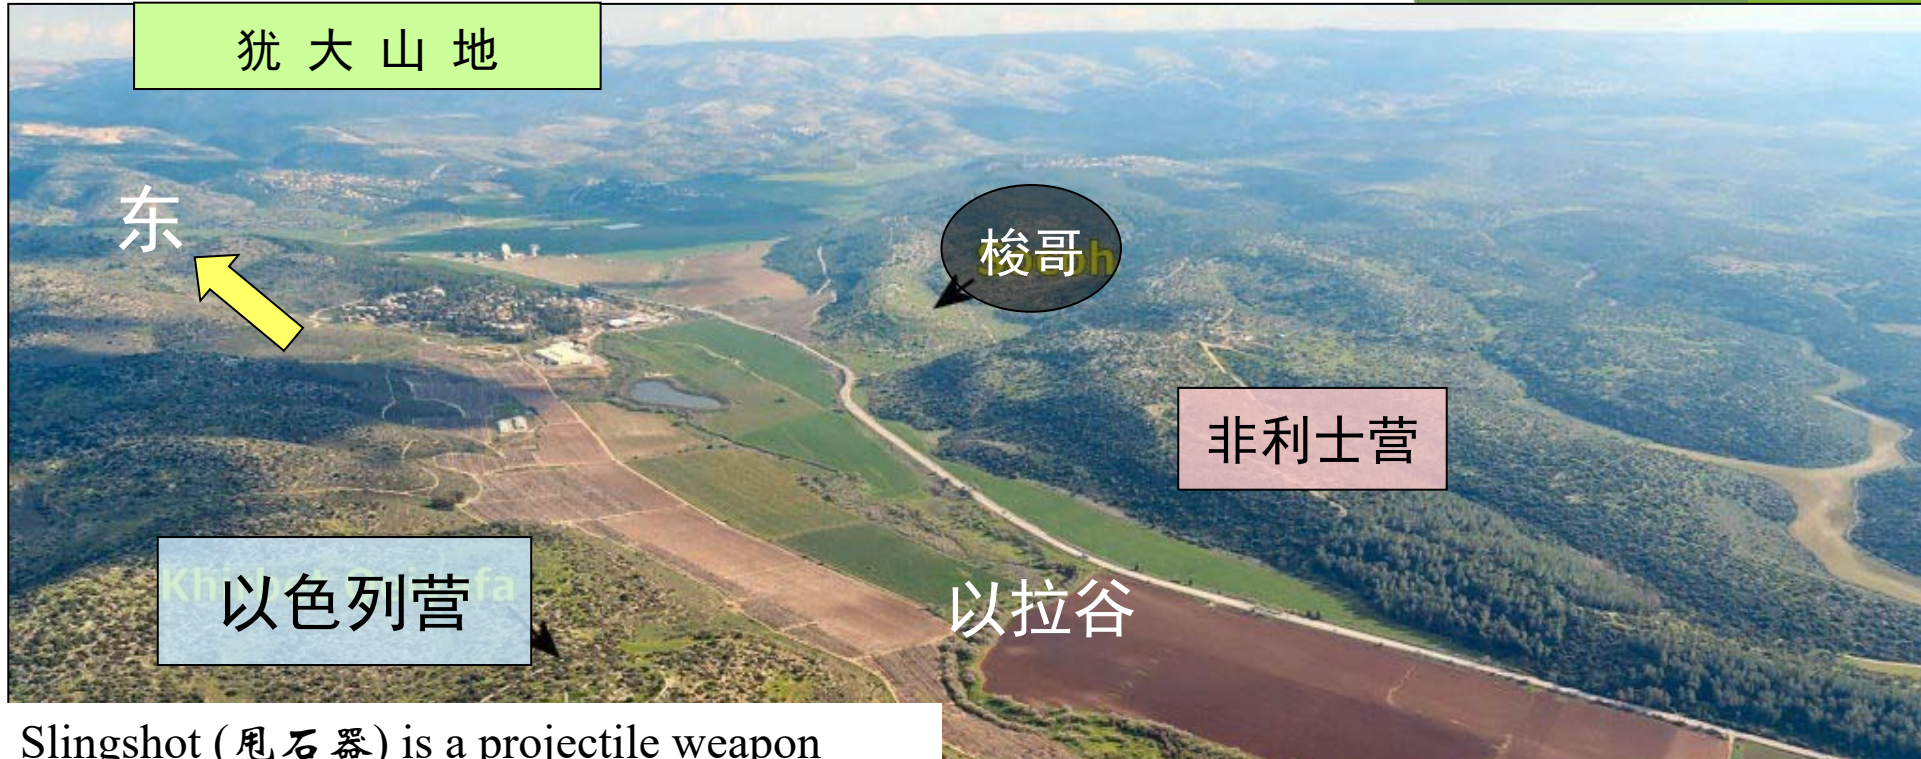 犹大山地
东
梭哥
非利士营
以色列营
以拉谷
Slingshot (甩石器) is a projectile weapon